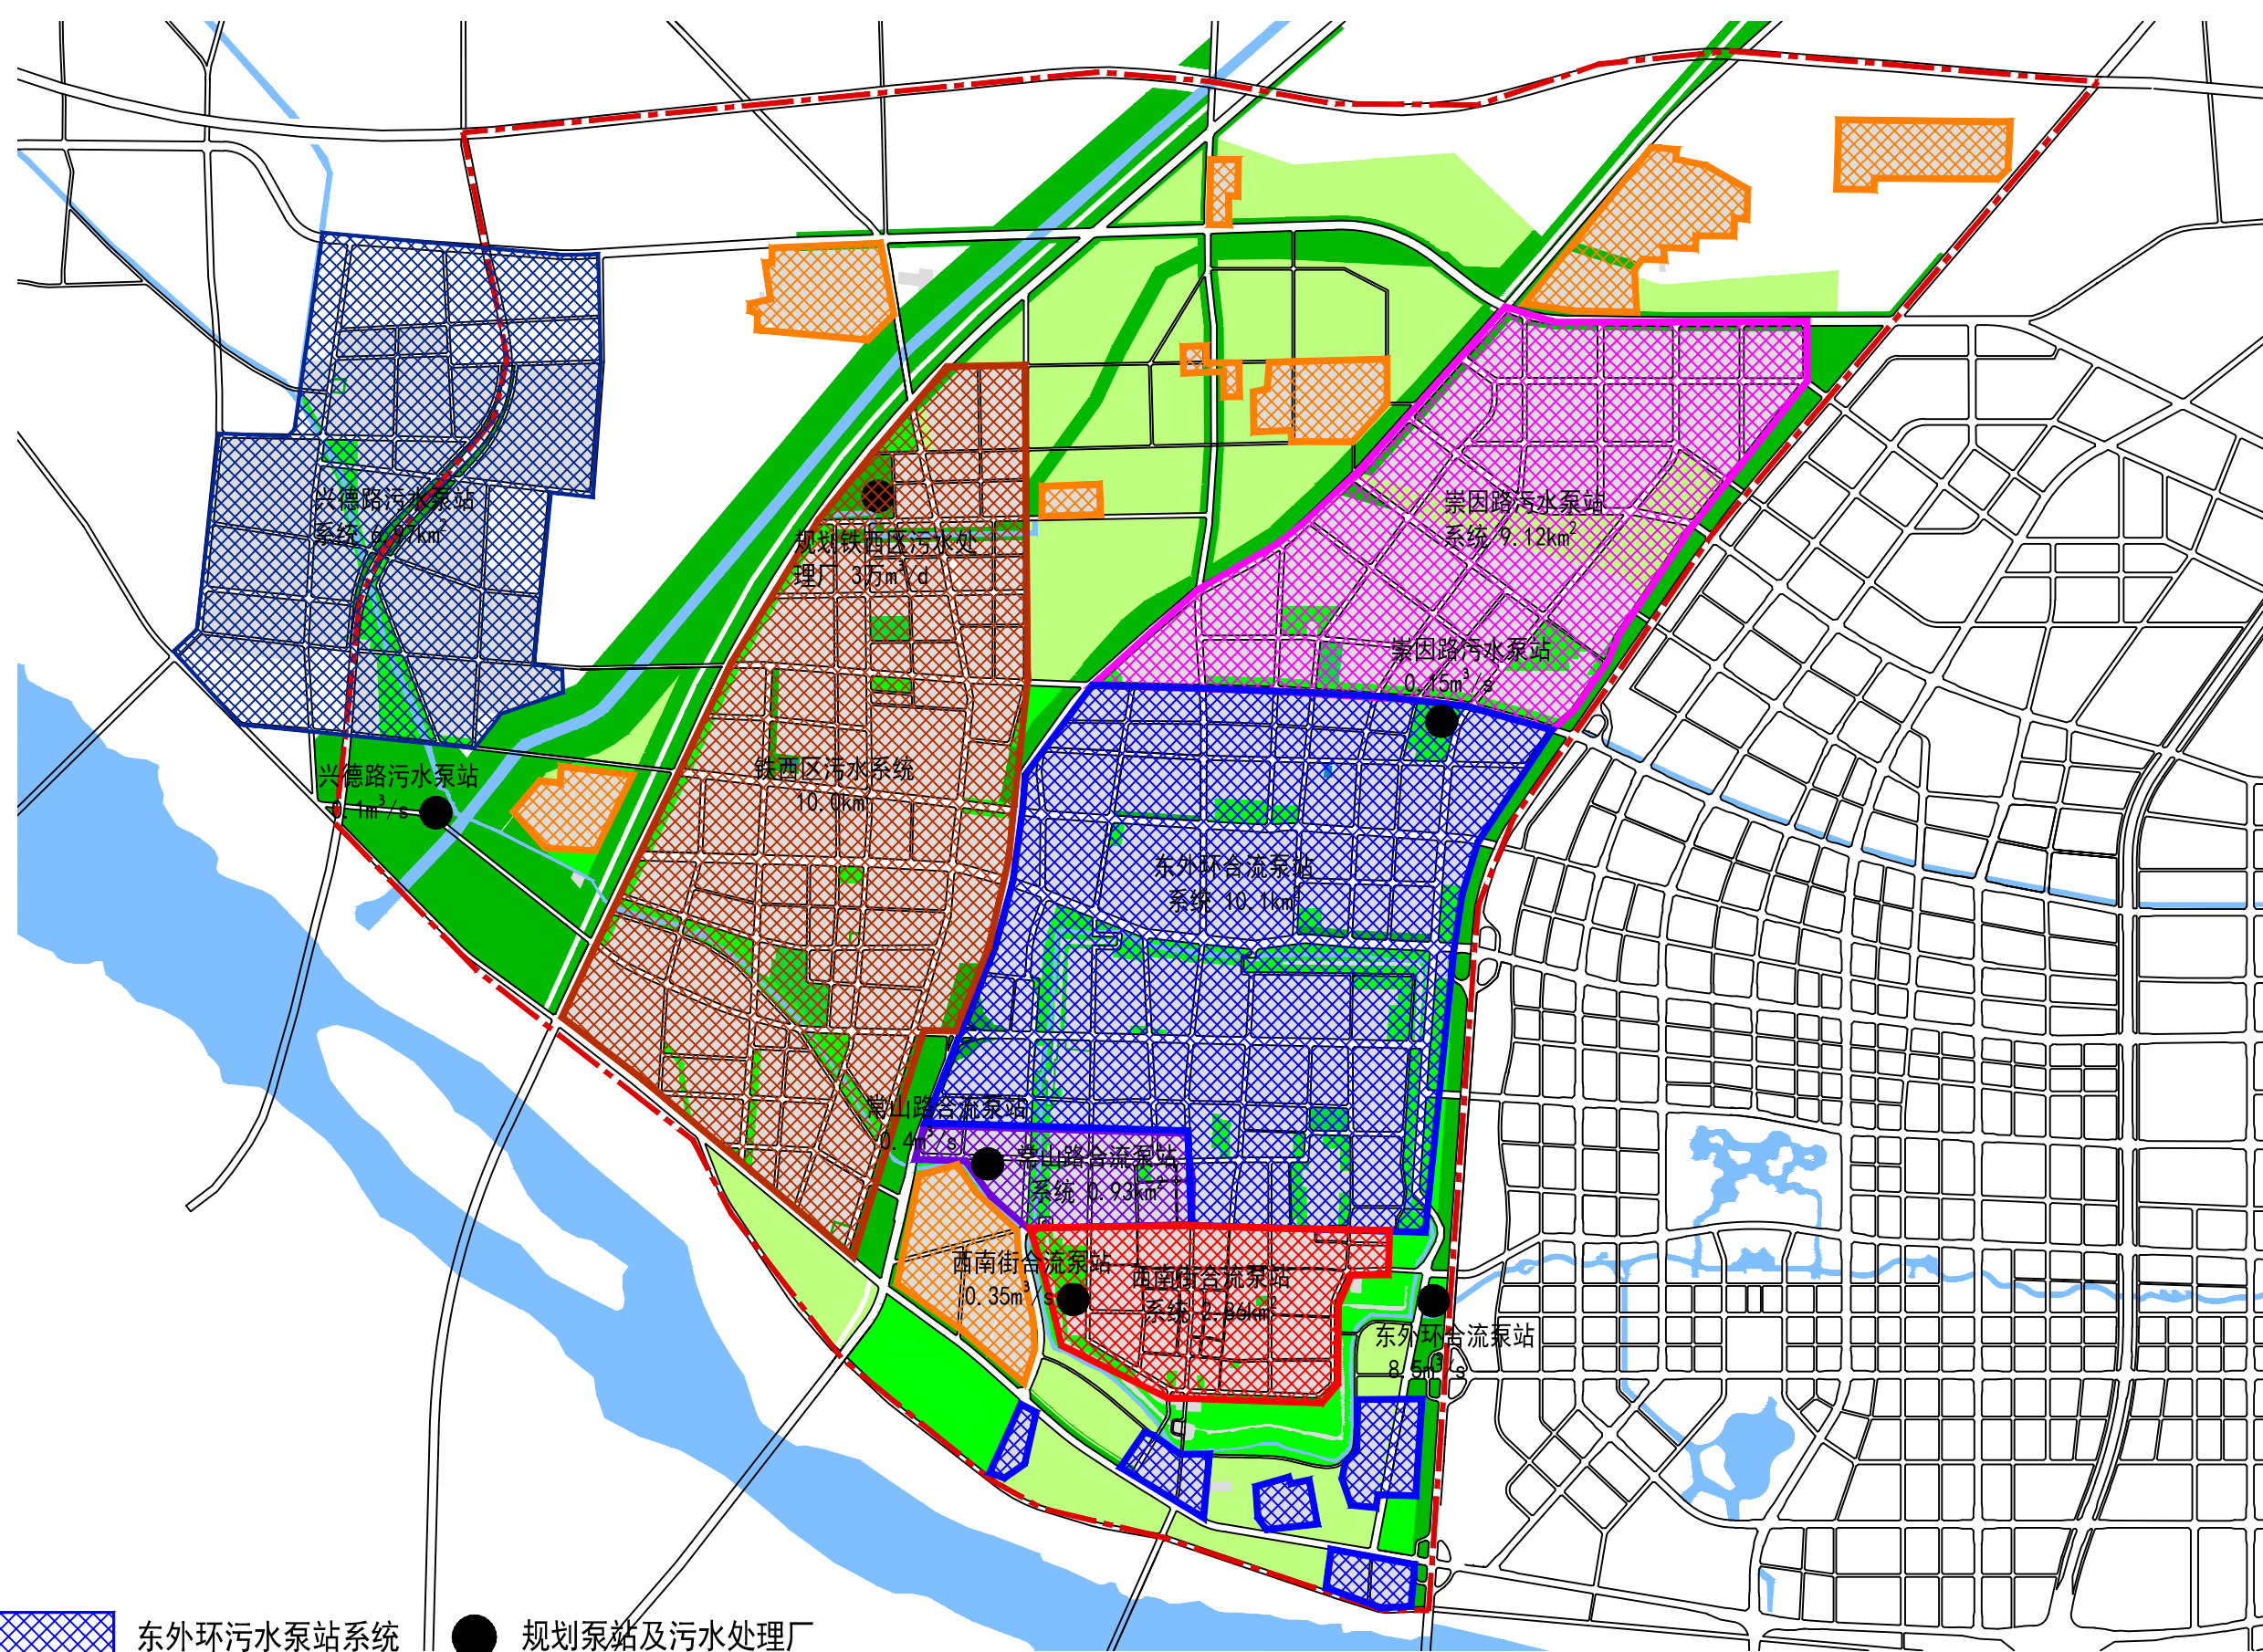 兴德路污水泵站
系统 6.97km²
崇因路污水泵站
系统 9.12km²
规划铁西区污水处
理厂 3万m³/d
崇因路污水泵站
0.15m³/s
兴德路污水泵站
0.1m³/s
铁西区污水系统
10.0km²
东外环合流泵站
系统 10.1km²
常山路合流泵站
0.4m³/s
常山路合流泵站
系统 0.93km²
西南街合流泵站
0.35m³/s
西南街合流泵站
系统 2.86km²
东外环合流泵站
8.5m³/s
东外环污水泵站系统
规划泵站及污水处理厂